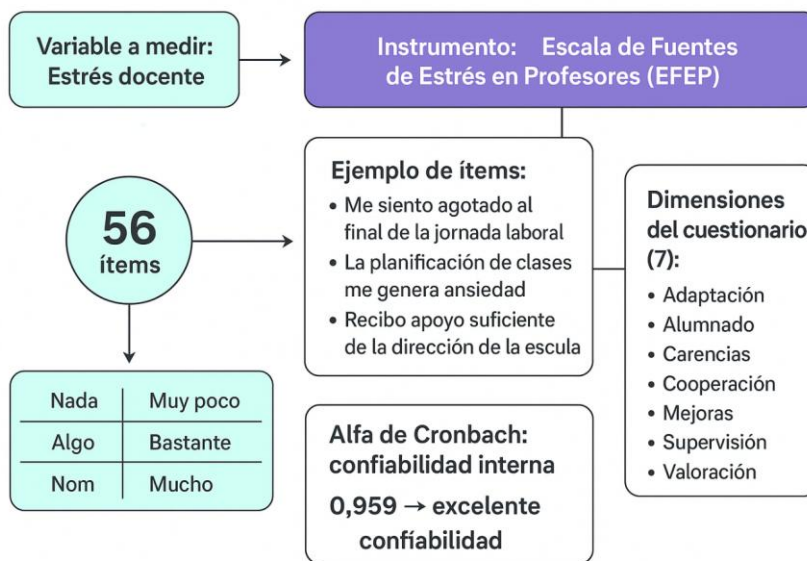 Variable a medir:
Estrés docente
Instrumento: Escala de Fuentes
de Estrés en Profesores (EFEP)
56
ítems
Ejemplo de ítems:
• Me siento agotado al
final de la jornada laboral
• La planificación de clases
me genera ansiedad
• Recibo apoyo suficiente
de la dirección de la escula
Dimensiones
del cuestionario
(7):
• Adaptación
• Alumnado
• Carencias
• Cooperación
• Mejoras
• Supervisión
• Valoración
Nada Muy poco
Algo Bastante
Nom Mucho
Alfa de Cronbach:
confiabilidad interna
0,959 → excelente
confíabilidad